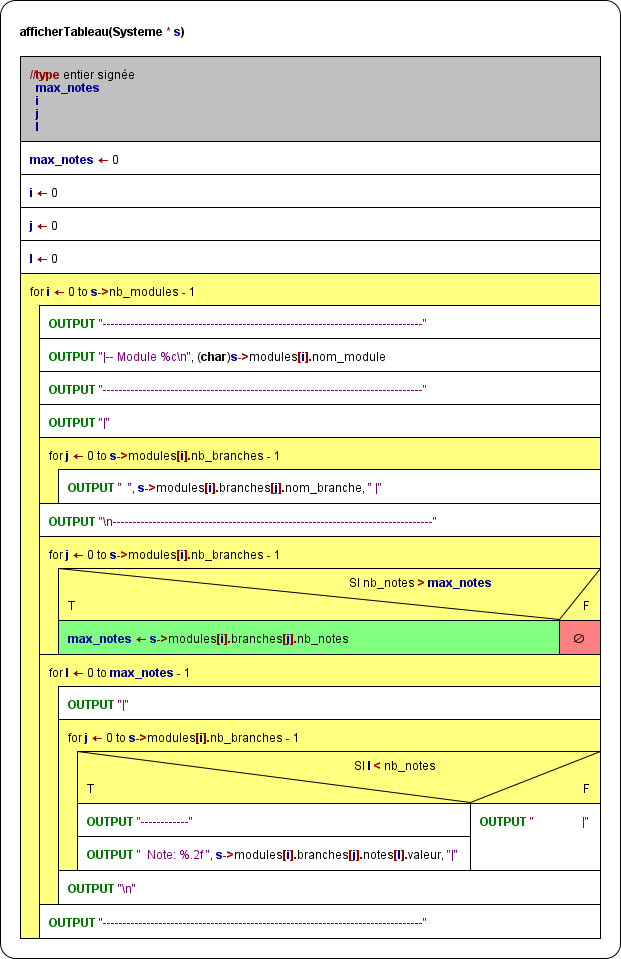 afficherTableau(Systeme * s)
//type entier signée
max_notes
i
j
l
max_notes ← 0
i ← 0
j ← 0
l ← 0
for i ← 0 to s->nb_modules - 1
OUTPUT "--------------------------------------------------------------------------------"
OUTPUT "|-- Module %c\n", (char)s->modules[i].nom_module
OUTPUT "--------------------------------------------------------------------------------"
OUTPUT "|"
for j ← 0 to s->modules[i].nb_branches - 1
OUTPUT "  ", s->modules[i].branches[j].nom_branche, " |"
OUTPUT "\n--------------------------------------------------------------------------------"
for j ← 0 to s->modules[i].nb_branches - 1
SI nb_notes > max_notes
T F
max_notes ← s->modules[i].branches[j].nb_notes ∅
for l ← 0 to max_notes - 1
OUTPUT "|"
for j ← 0 to s->modules[i].nb_branches - 1
SI l < nb_notes
T F
OUTPUT "------------" OUTPUT "               |"
OUTPUT "  Note: %.2f", s->modules[i].branches[j].notes[l].valeur, "|"
OUTPUT "\n"
OUTPUT "--------------------------------------------------------------------------------"